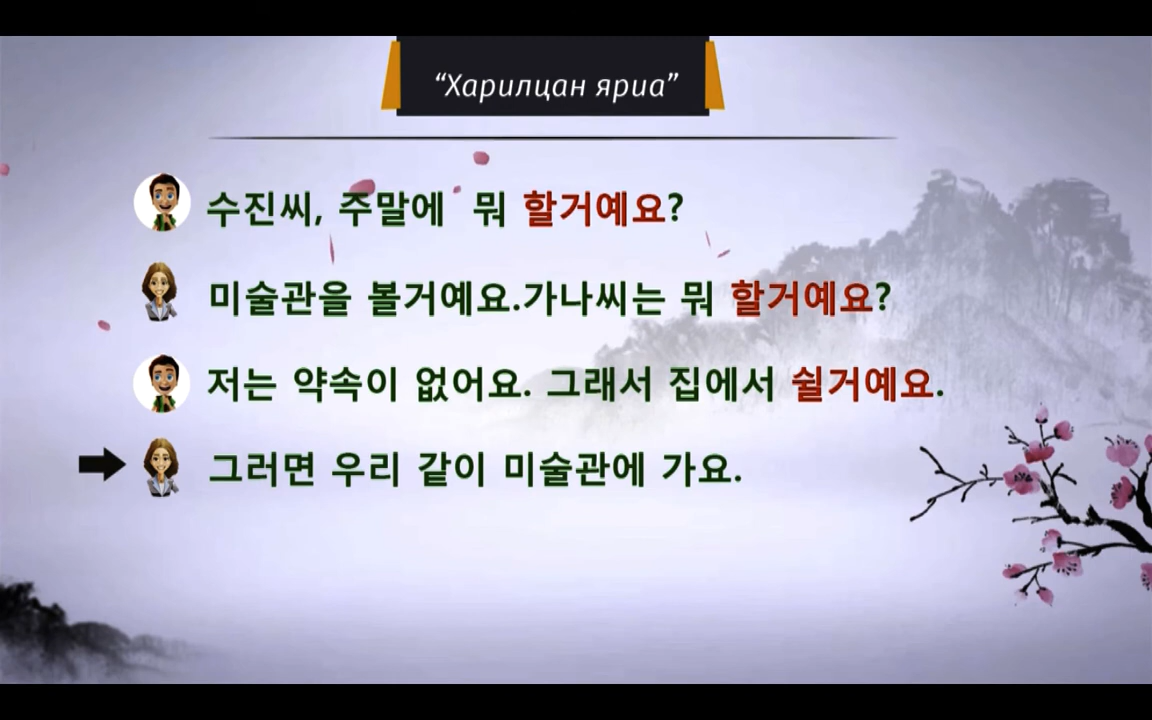 “Харилцан яриа”
수진씨, 주말에 뭐 할거예요?
미술관을 볼거예요.가나씨는 뭐 할거예요?
저는 약속이 없어요. 그래서 집에서 쉴거예요.
그러면 우리 같이 미술관에 가요.